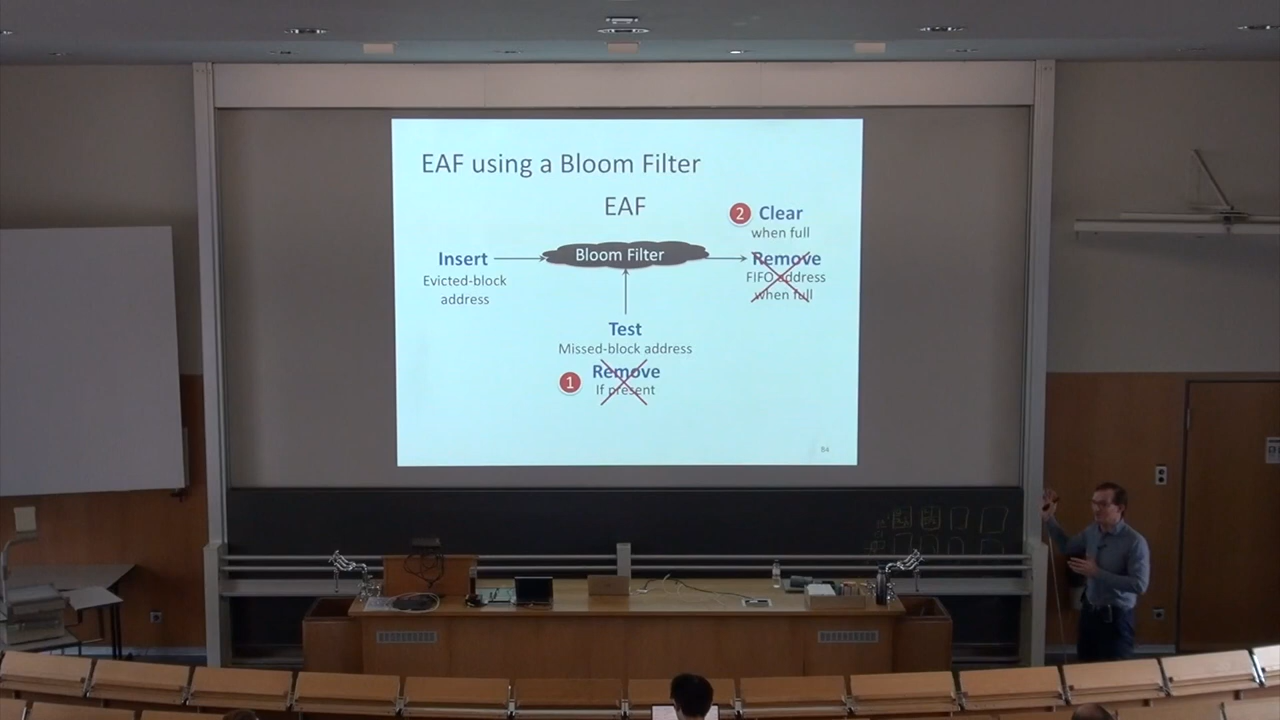 EAF using a Bloom Filter
EAF
2 Clear
when full
Insert
Evicted-block
address
Bloom Filter
Remove
FIFO address
when full
Test
Missed-block address
1 Remove
If present
84